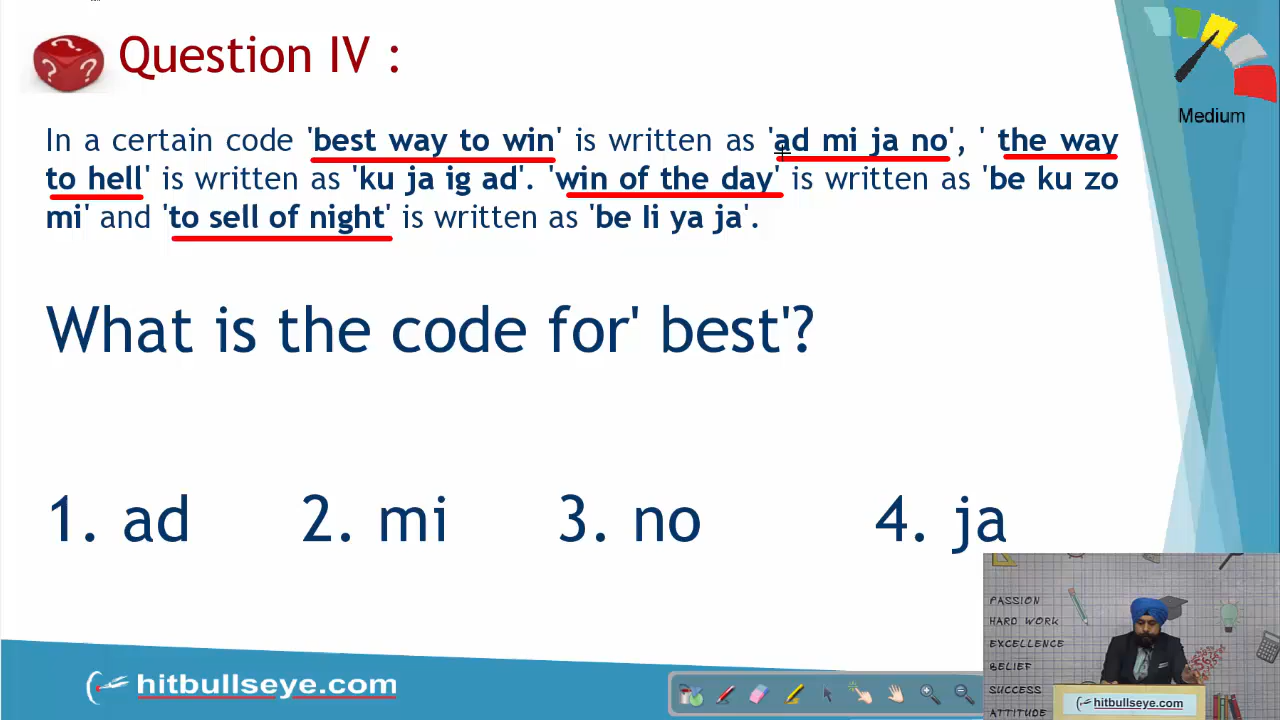 Question IV :
Medium
In a certain code 'best way to win' is written as 'ad mi ja no', ' the way
to hell' is written as 'ku ja ig ad'. 'win of the day' is written as 'be ku zo
mi' and 'to sell of night' is written as 'be li ya ja'.
What is the code for' best'?
1. ad 2. mi 3. no 4. ja
PASSION
HARD WORK
EXCELLENCE
BELIEF
SUCCESS
ATTITUDE
hitbullseye.com
hitbullseye.com